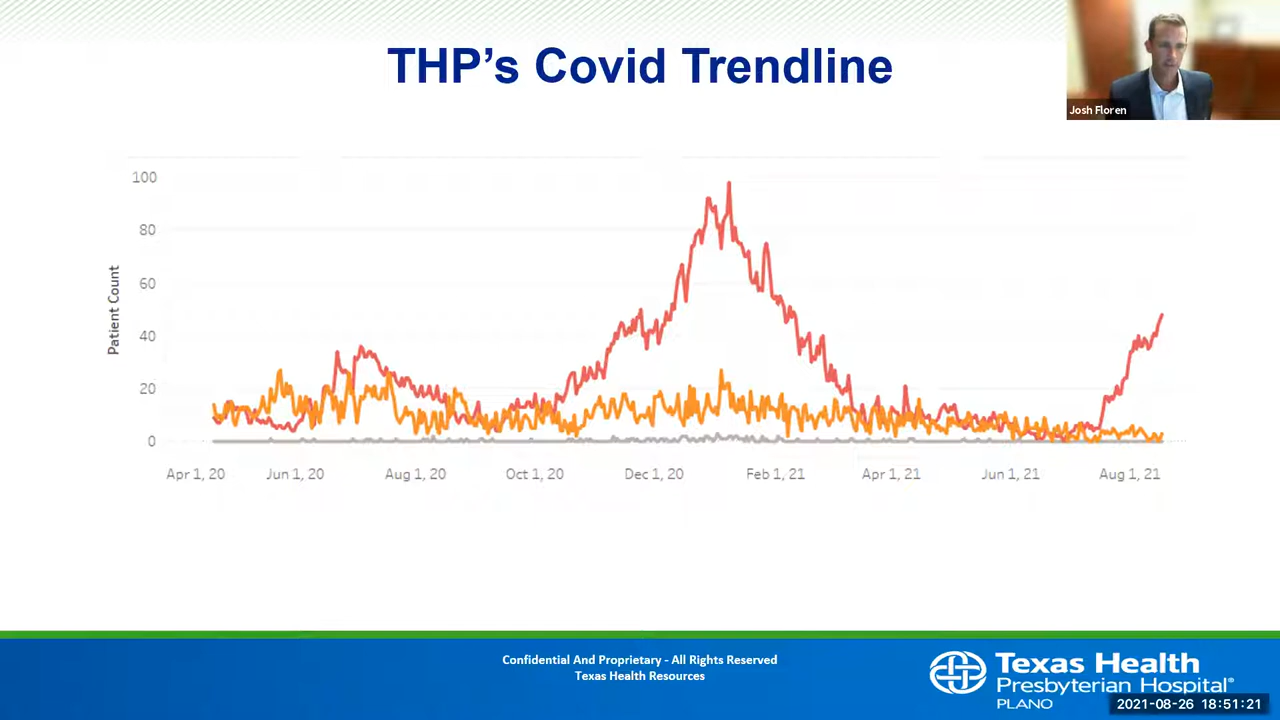 THP's Covid Trendline
Josh Floren
Patient Count
100
80
60
40
20
0
Apr 1, 20
Jun 1, 20
Aug 1, 20
Oct 1, 20
Dec 1, 20
Feb 1, 21
Apr 1, 21
Jun 1, 21
Aug 1, 21
Confidential And Proprietary - All Rights Reserved
Texas Health Resources
Texas Health
Presbyterian Hospital®
PLANO
2021-08-26 18:51:21